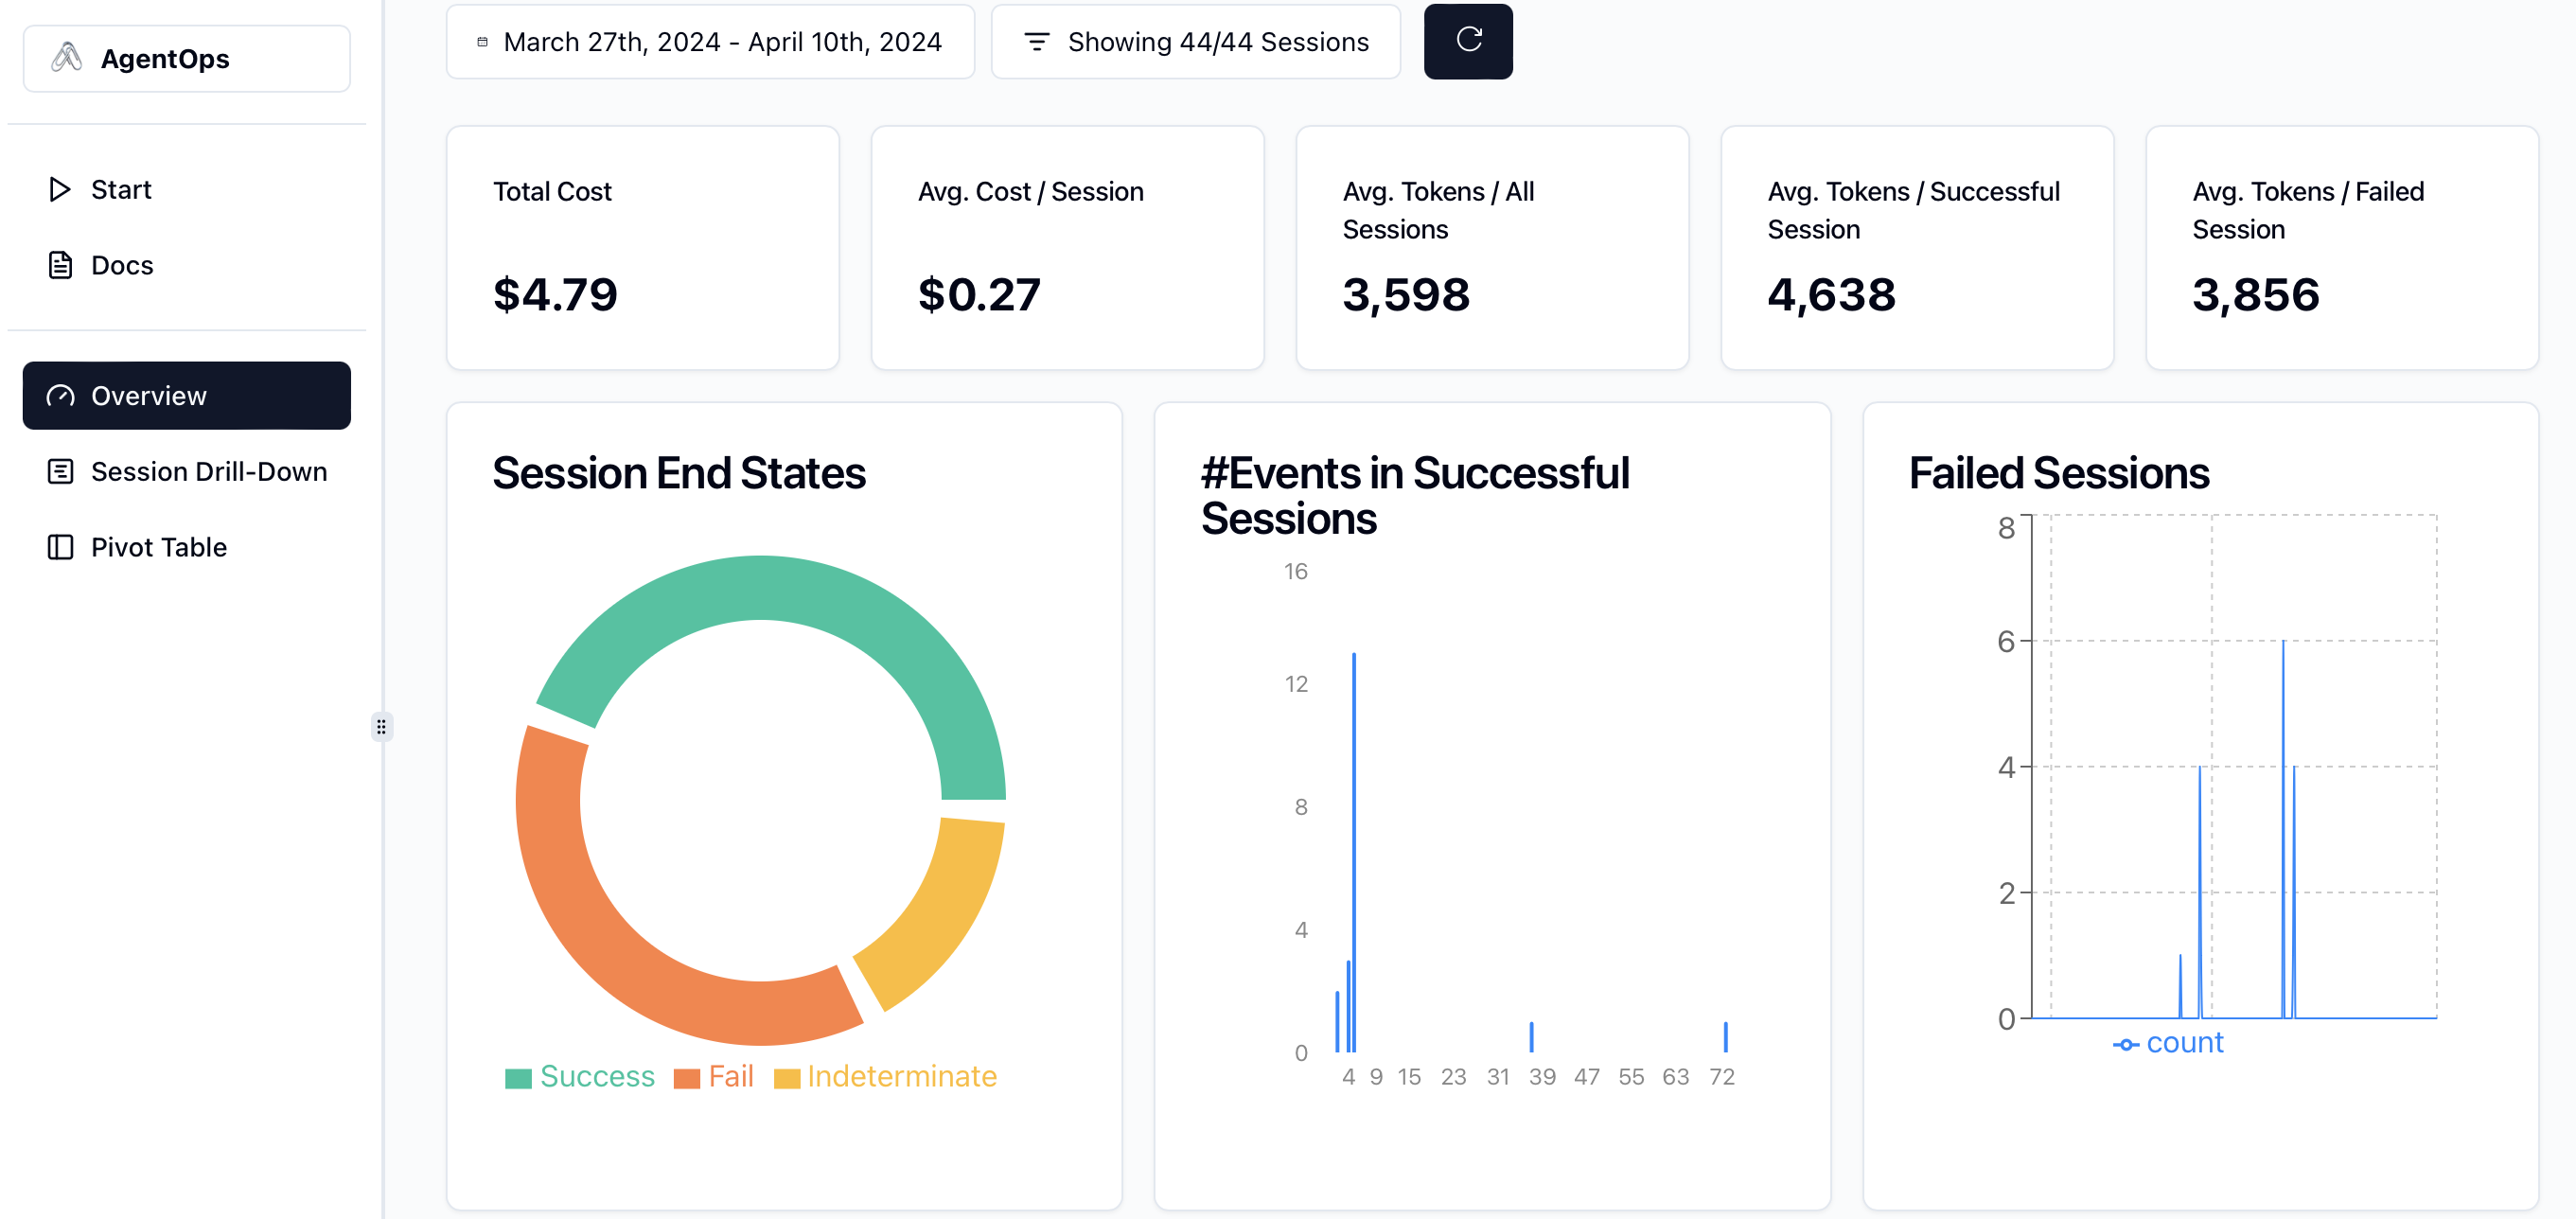 AgentOps
Start
Docs
Overview
Session Drill-Down
Pivot Table
March 27th, 2024 - April 10th, 2024
Showing 44/44 Sessions
Total Cost
$4.79
Avg. Cost / Session
$0.27
Avg. Tokens / All
Sessions
3,598
Avg. Tokens / Successful
Session
4,638
Avg. Tokens / Failed
Session
3,856
Session End States
Success Fail Indeterminate
#Events in Successful
Sessions
16
12
8
4
0
4 9 15 23 31 39 47 55 63 72
Failed Sessions
8
6
4
2
0
count